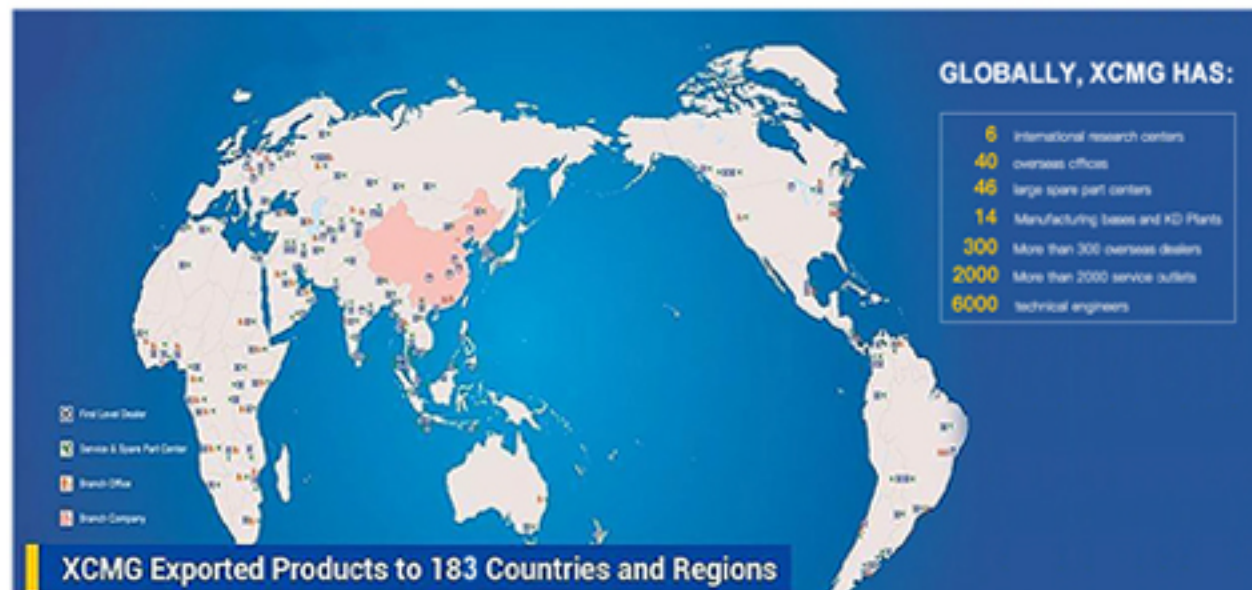 GLOBALLY, XCMG HAS:
6 international research centers
40 overseas offices
46 large spare part centers
14 Manufacturing bases and KD Plants
300 More than 300 overseas dealers
2000 More than 2000 service outlets
6000 technical engineers
First Level Dealer
Service & Spare Part Center
Branch Office
Branch Company
XCMG Exported Products to 183 Countries and Regions